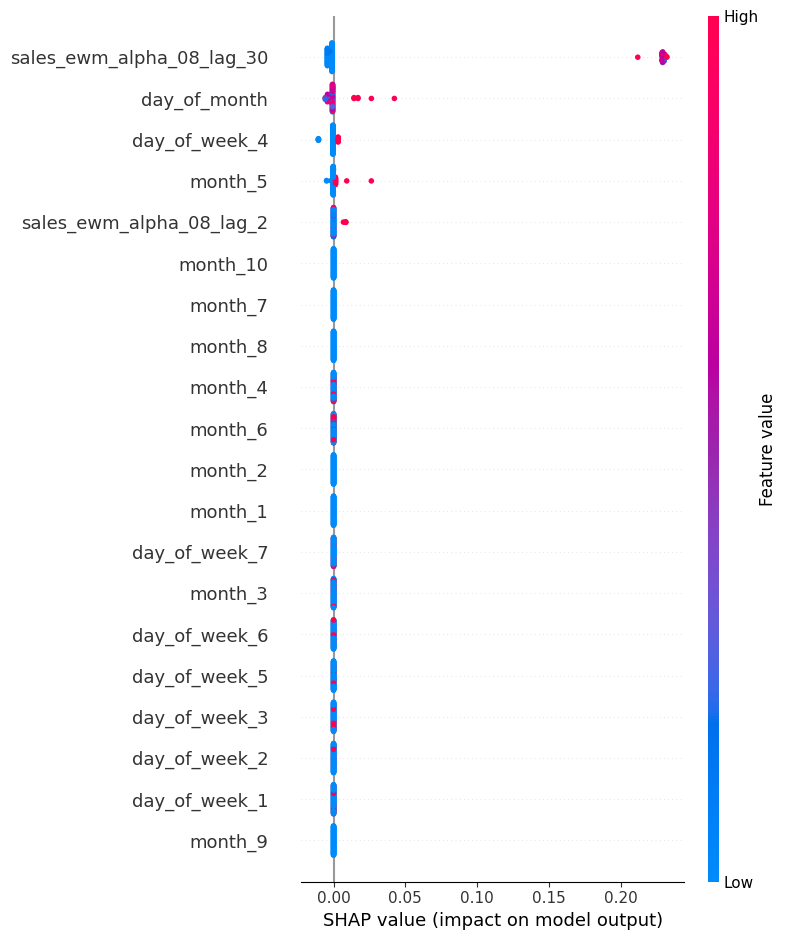 High
sales_ewm_alpha_08_lag_30
day_of_month
day_of_week_4
month_5
sales_ewm_alpha_08_lag_2
month_10
month_7
month_8
month_4
month_6
month_2
month_1
day_of_week_7
month_3
day_of_week_6
day_of_week_5
day_of_week_3
day_of_week_2
day_of_week_1
month_9
Feature value
Low
0.00 0.05 0.10 0.15 0.20
SHAP value (impact on model output)